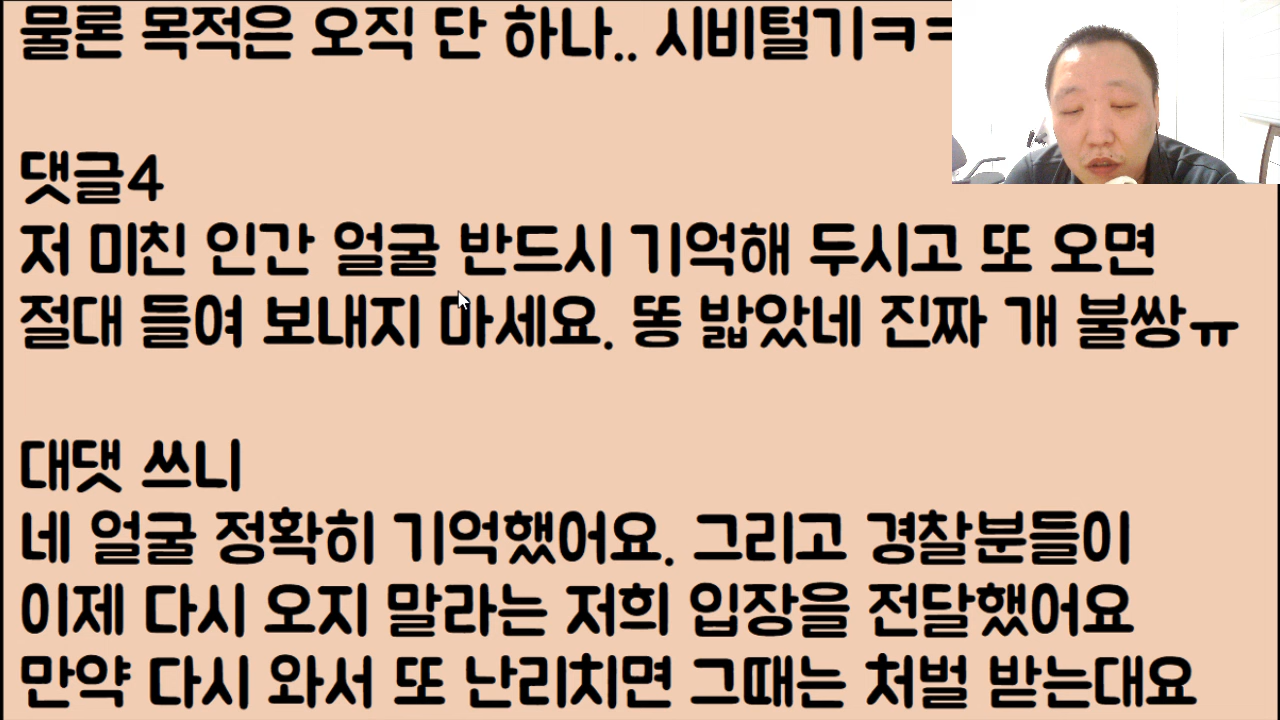 물론 목적은 오직 단 하나.. 시비털기ㅋㅋ
댓글4
저 미친 인간 얼굴 반드시 기억해 두시고 또 오면
절대 들여 보내지 마세요. 똥 밟았네 진짜 개 불쌍ㅠ
대댓 쓰니
네 얼굴 정확히 기억했어요. 그리고 경찰분들이
이제 다시 오지 말라는 저희 입장을 전달했어요
만약 다시 와서 또 난리치면 그때는 처벌 받는대요